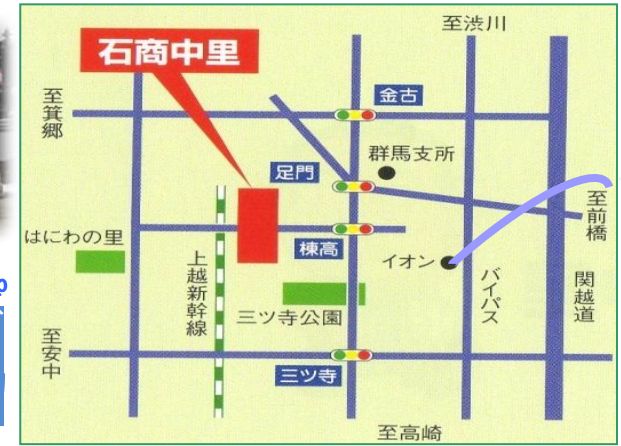 至渋川
石商中里
金古
至箕郷
群馬支所
足門
至前橋
はにわの里
棟高
イオン
上越新幹線
バイパス
関越道
三ツ寺公園
至安中
三ツ寺
至高崎